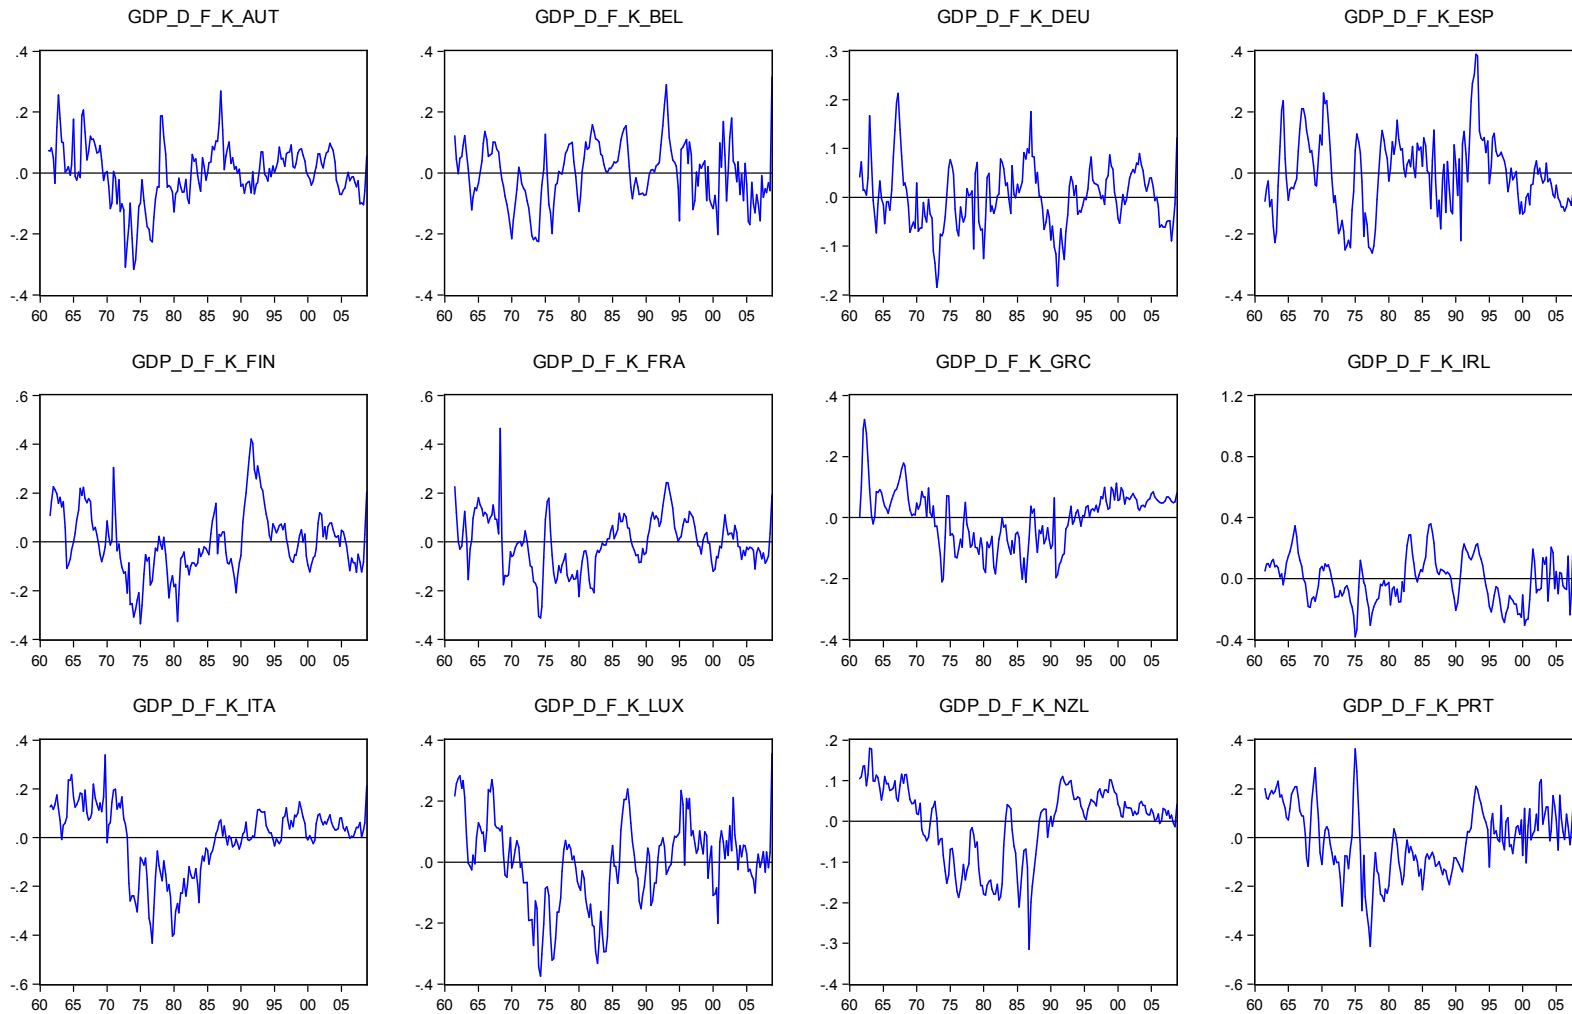 GDP_D_F_K_AUT GDP_D_F_K_BEL GDP_D_F_K_DEU GDP_D_F_K_ESP
.4 .4 .3 .4
.2 .2 .2 .2
.0 .0 .1 .0
-.2 -.2 .0 -.2
-.4 -.4 -.1 -.4
-.2
60 65 70 75 80 85 90 95 00 05 60 65 70 75 80 85 90 95 00 05 60 65 70 75 80 85 90 95 00 05 60 65 70 75 80 85 90 95 00 05
GDP_D_F_K_FIN GDP_D_F_K_FRA GDP_D_F_K_GRC GDP_D_F_K_IRL
.6 .6 .4 1.2
.4 .4 .2 0.8
.2 .2 .0 0.4
.0 .0 -.2 0.0
-.2 -.2 -.4 -0.4
-.4 -.4
60 65 70 75 80 85 90 95 00 05 60 65 70 75 80 85 90 95 00 05 60 65 70 75 80 85 90 95 00 05 60 65 70 75 80 85 90 95 00 05
GDP_D_F_K_ITA GDP_D_F_K_LUX GDP_D_F_K_NZL GDP_D_F_K_PRT
.4 .4 .2 .4
.2 .2 .1 .2
.0 .0 .0 .0
-.2 -.2 -.1 -.2
-.4 -.4 -.2 -.4
-.6 -.3 -.6
-.4
60 65 70 75 80 85 90 95 00 05 60 65 70 75 80 85 90 95 00 05 60 65 70 75 80 85 90 95 00 05 60 65 70 75 80 85 90 95 00 05